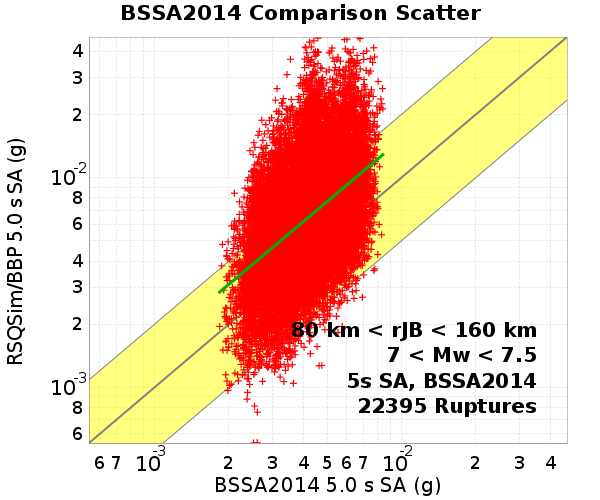 BSSA2014 Comparison Scatter
RSQSim/BBP 5.0 s SA (g)
4
3
2
10-2
8
6
4
3
2
10-3
8
6
80 km < rJB < 160 km
7 < Mw < 7.5
5s SA, BSSA2014
22395 Ruptures
6 7 10-3 2 3 4 5 6 7 10-2 2 3 4
BSSA2014 5.0 s SA (g)